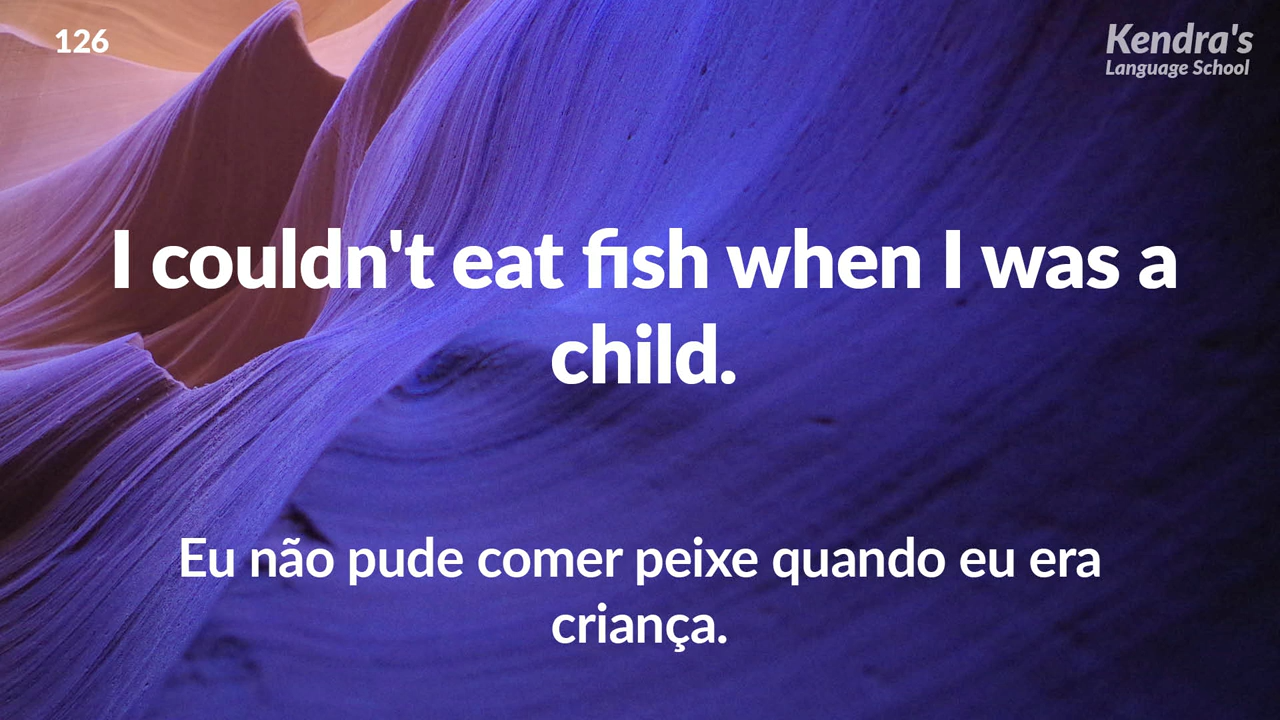 126
Kendra's
Language School
I couldn't eat fish when I was a
child.
Eu não pude comer peixe quando eu era
criança.